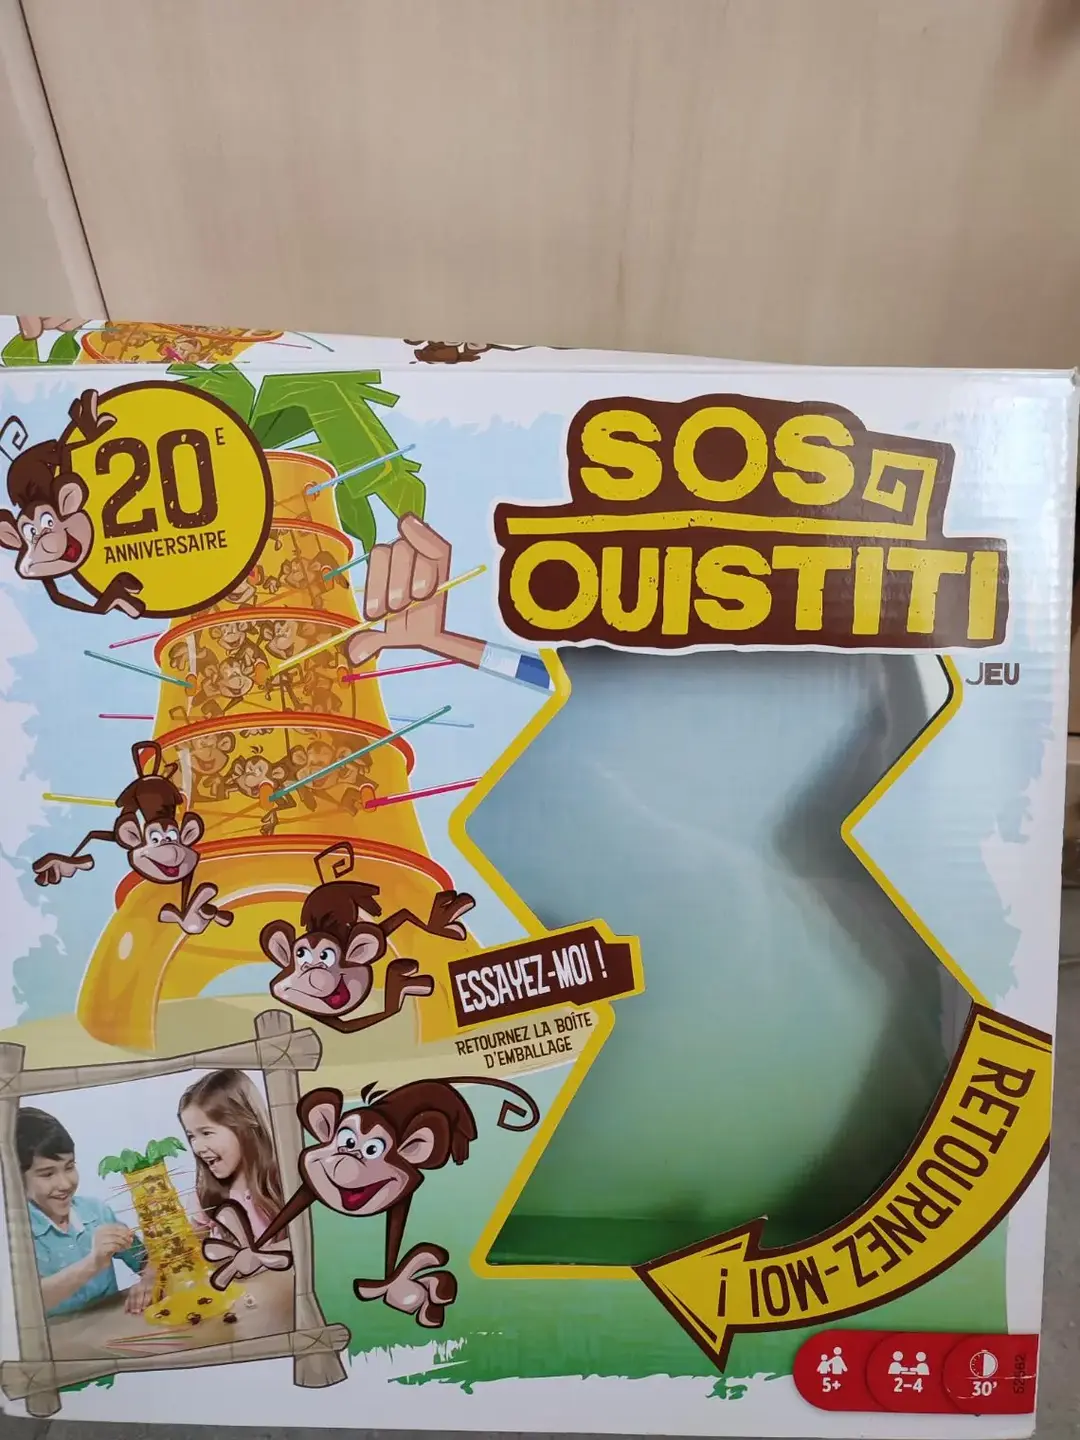 20E
ANNIVERSAIRE
SOS
OUISTITI
JEU
ESSAYEZ-MOI !
RETOURNEZ LA BOÎTE
D'EMBALLAGE
RETOURNEZ-MOI !
5+
2-4
30'